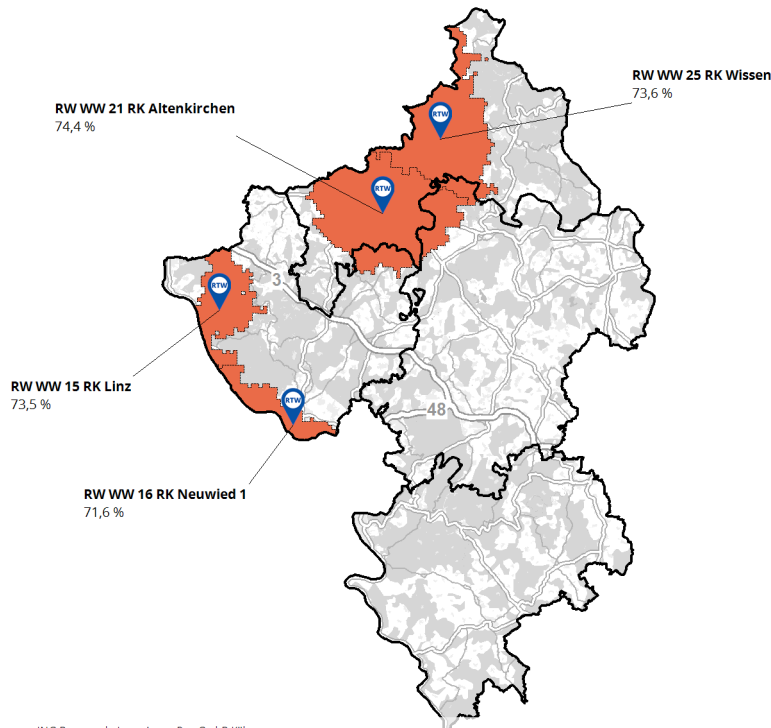 RW WW 25 RK Wissen
73,6 %
RW WW 21 RK Altenkirchen
74,4 %
RTW
RTW
RTW
3
RW WW 15 RK Linz
73,5 %
RTW
48
RW WW 16 RK Neuwied 1
71,6 %